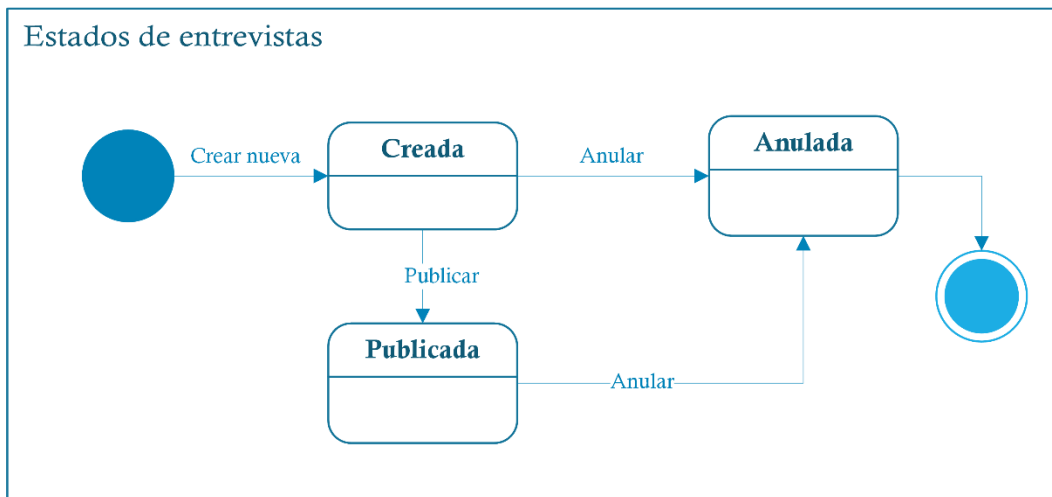 Estados de entrevistas
Crear nueva
Creada
Anular
Anulada
Publicar
Publicada
Anular